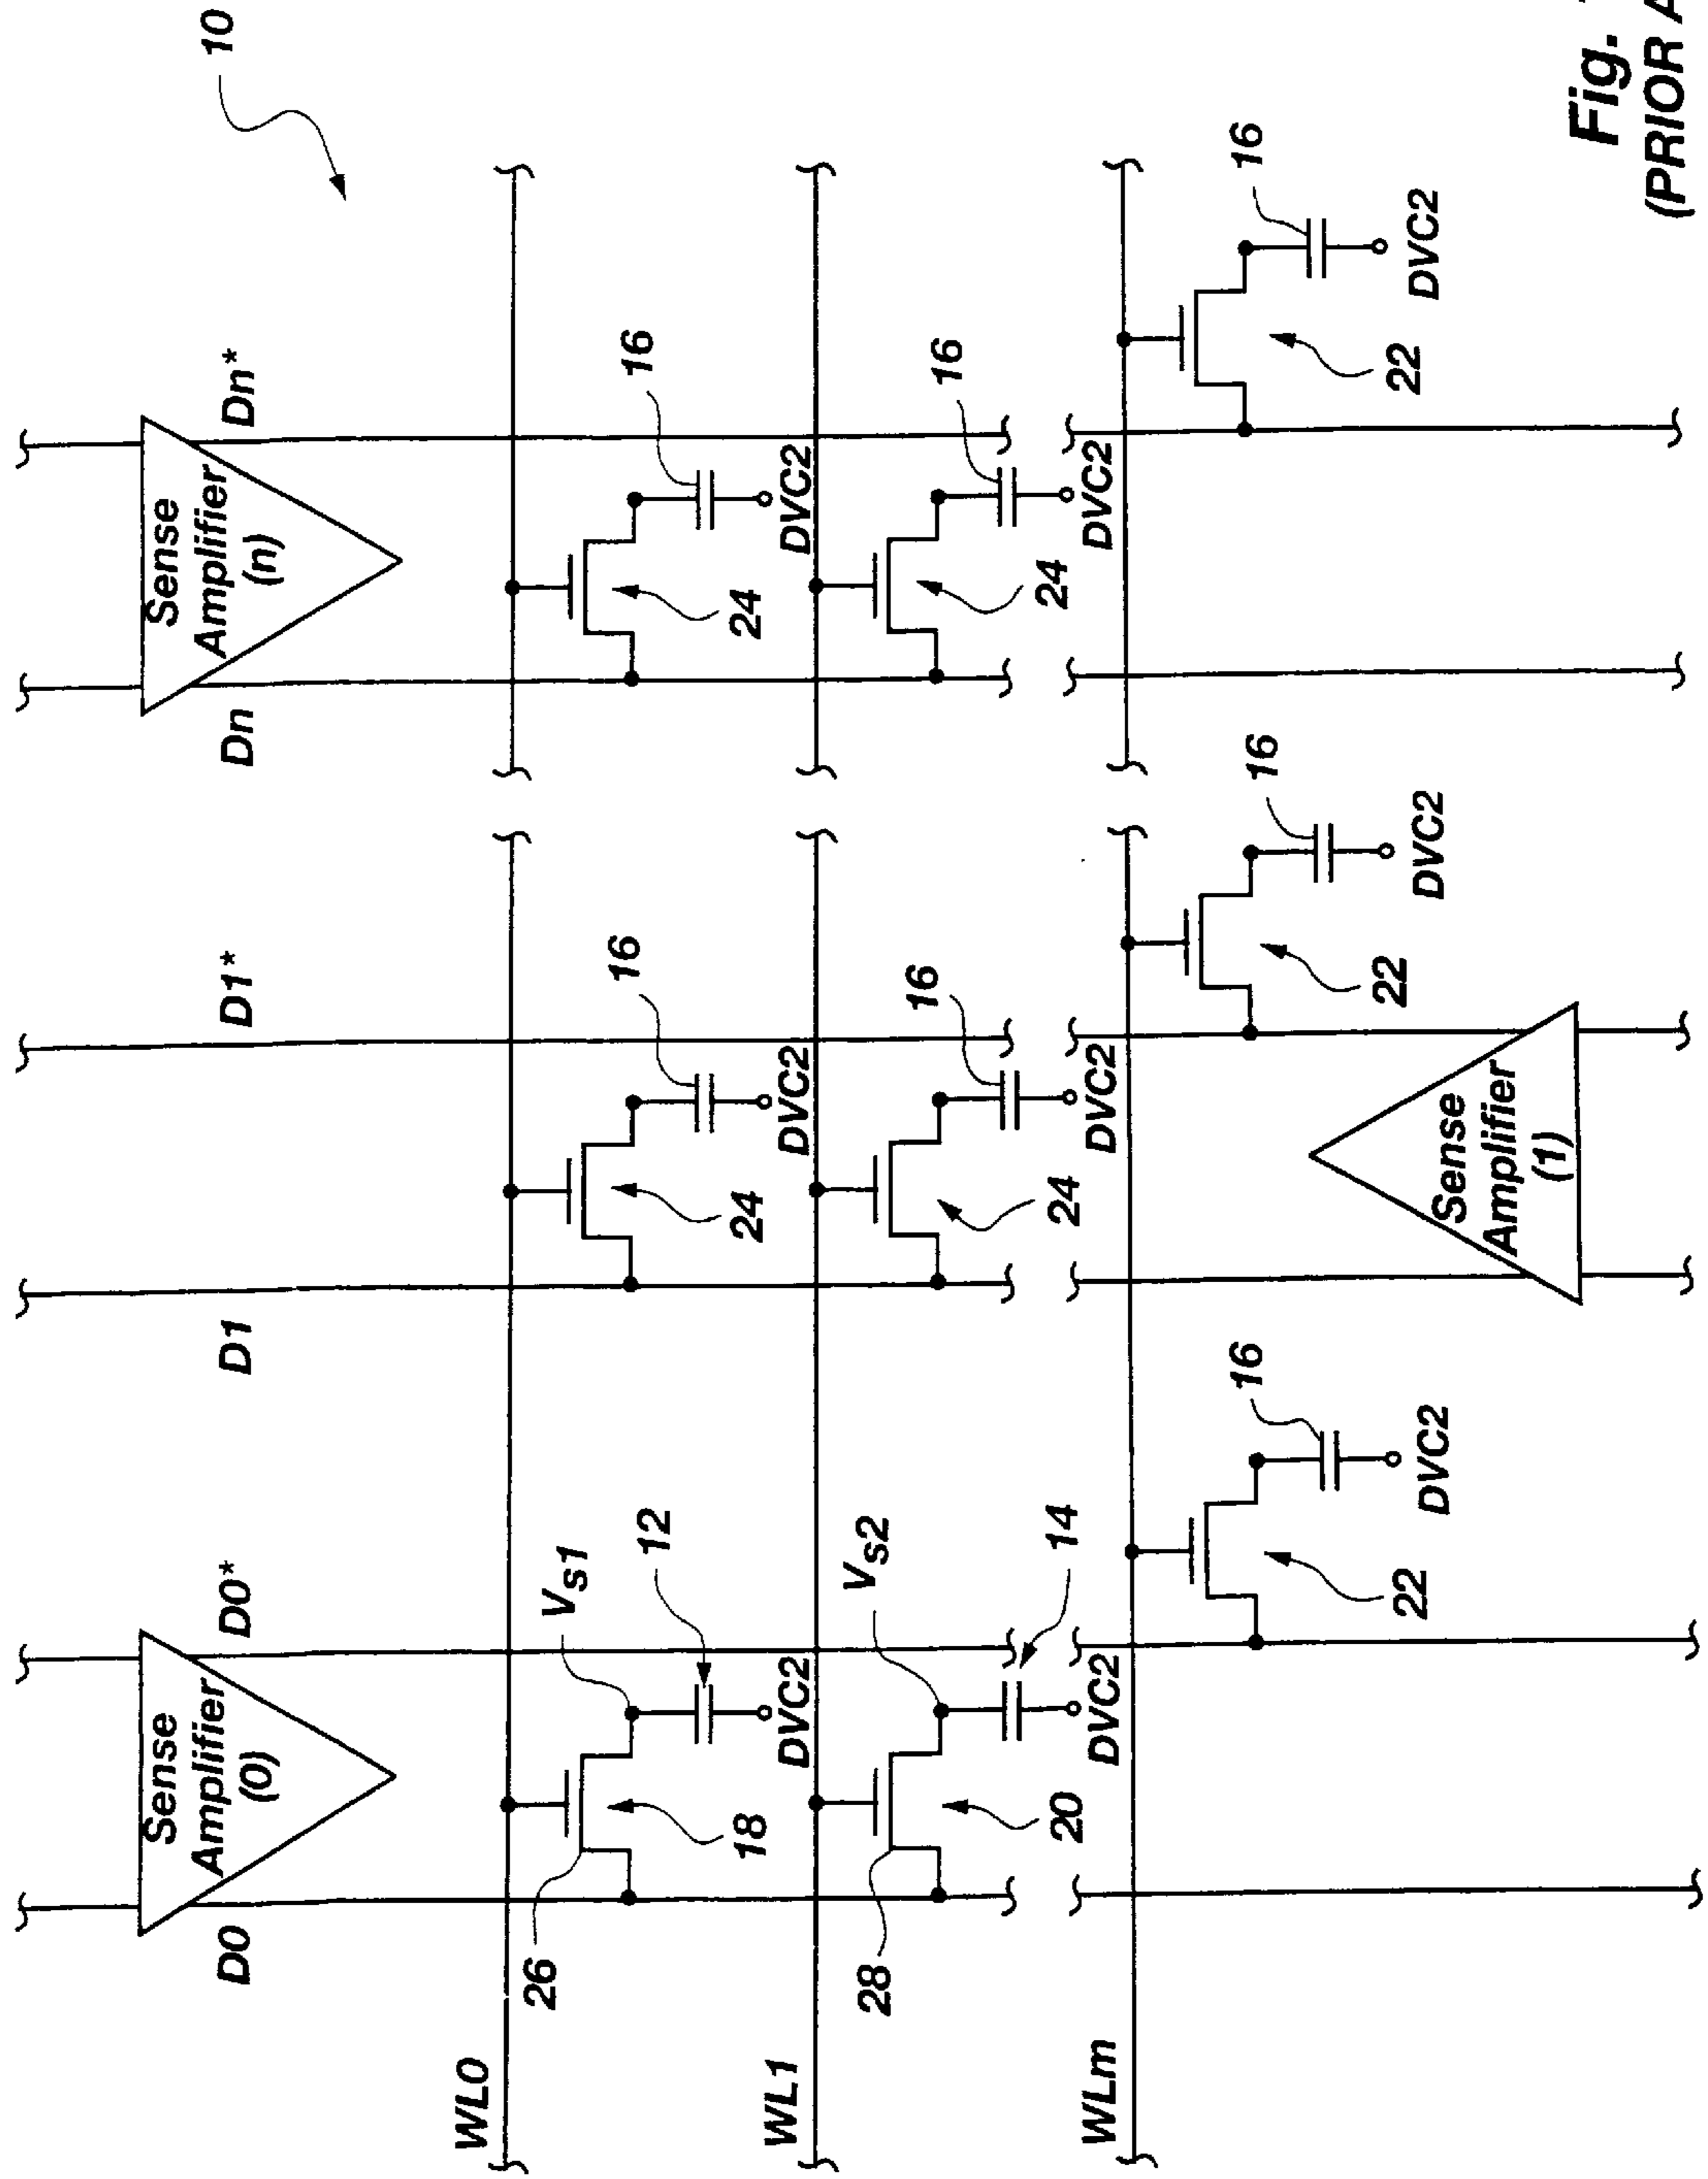 10
Sense
Amplifier
(0)
Sense
Amplifier
(n)
D0
D0*
D1
D1*
Dn
Dn*
WL0
26
Vs1
12
16
16
18
24
24
DVC2
DVC2
DVC2
WL1
28
Vs2
16
16
20
14
24
24
DVC2
DVC2
DVC2
WLm
16
16
16
22
22
22
DVC2
DVC2
DVC2
Sense
Amplifier
(1)
Fig.
(PRIOR